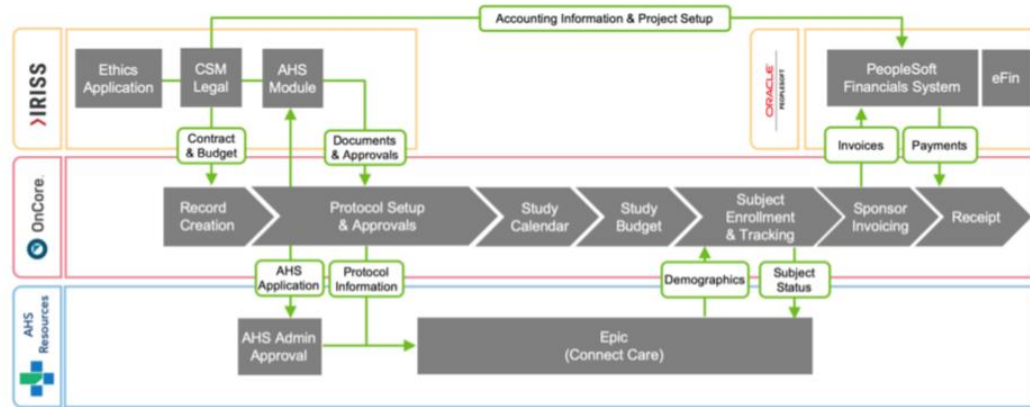 Accounting Information & Project Setup
IRISS
Ethics
Application
CSM
Legal
AHS
Module
ORACLE
PEOPLESOFT
PeopleSoft
Financials System
eFin
Contract
& Budget
Documents
& Approvals
Invoices
Payments
OnCore
Record
Creation
Protocol Setup
& Approvals
Study
Calendar
Study
Budget
Subject
Enrollment
& Tracking
Sponsor
Invoicing
Receipt
AHS
Application
Protocol
Information
Demographics
Subject
Status
AHS
Resources
AHS Admin
Approval
Epic
(Connect Care)